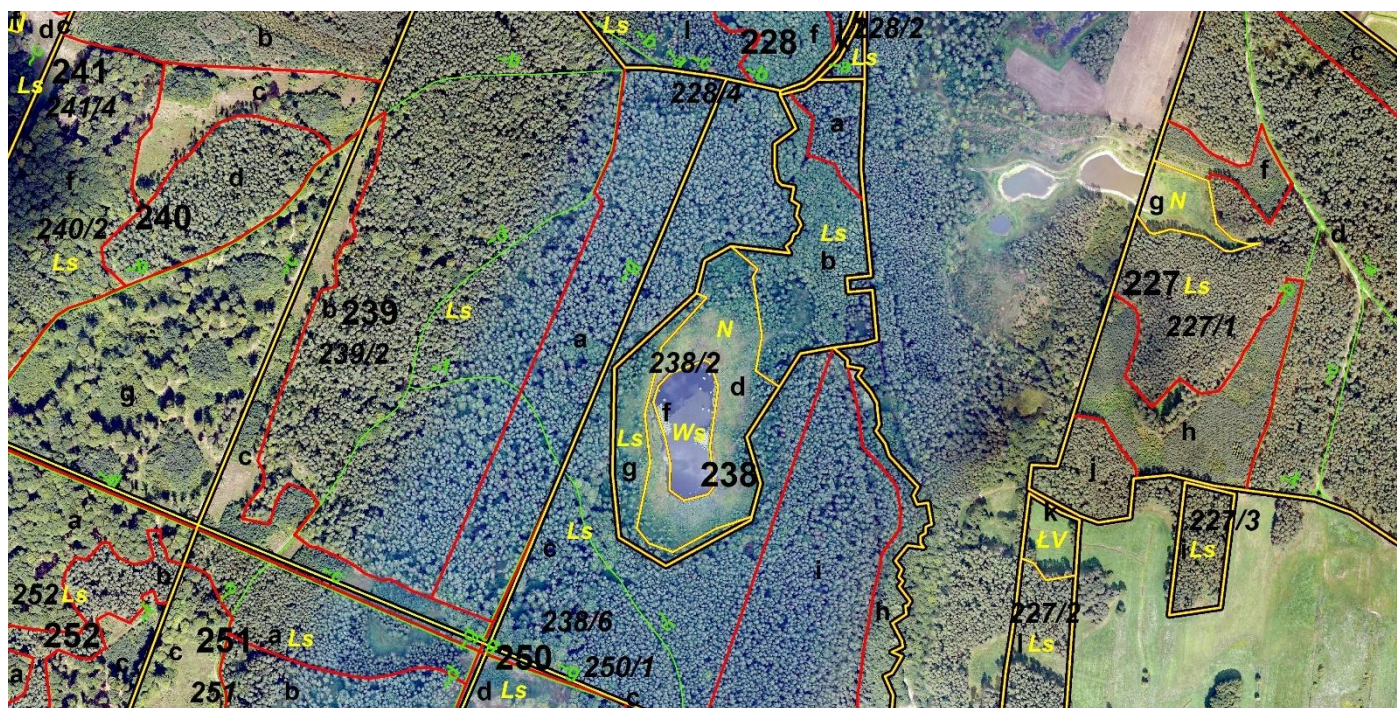 d
c
b
Ls
l
228
f
228/2
Ls
c
241
Ls
241/4
c
228/4
a
f
d
240
240/2
Ls
Ls
b
g
N
f
d
b
239
239/2
Ls
227
Ls
227/1
N
a
238/2
d
g
f
Ws
Ls
g
238
h
j
c
a
k
ŁV
227/3
Ls
e
Ls
i
h
252
Ls
b
252
c
c
251
a
Ls
238/6
250
250/1
227/2
l
Ls
a
251
b
d
Ls
c